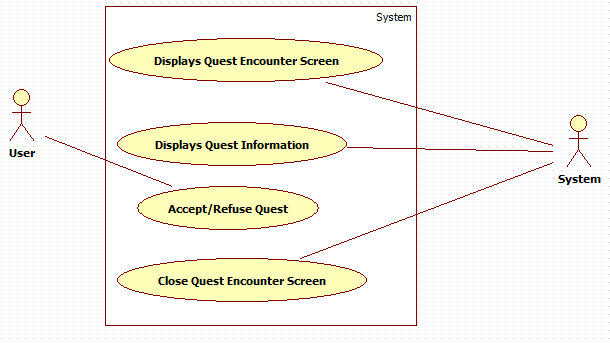 System
Displays Quest Encounter Screen
Displays Quest Information
User
System
Accept/Refuse Quest
Close Quest Encounter Screen